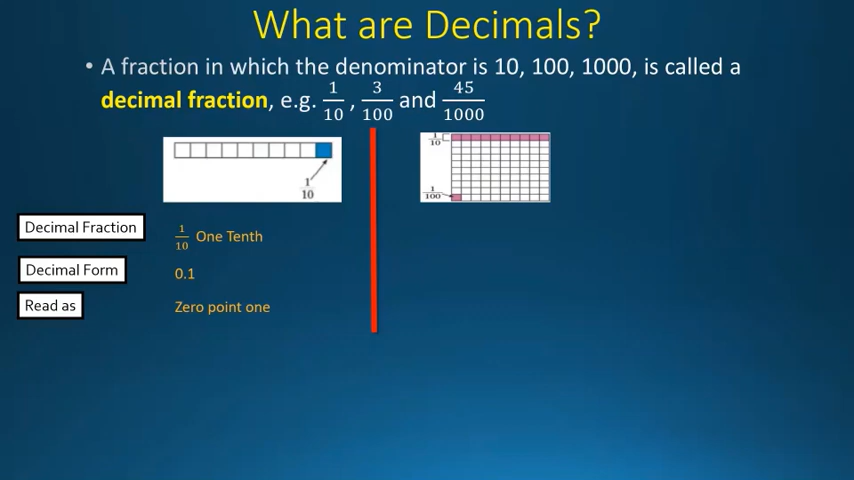 What are Decimals?
• A fraction in which the denominator is 10, 100, 1000, is called a
decimal fraction, e.g. 1/10 , 3/100 and 45/1000
1/10
1/10
1/100
Decimal Fraction
1/10 One Tenth
Decimal Form
0.1
Read as
Zero point one